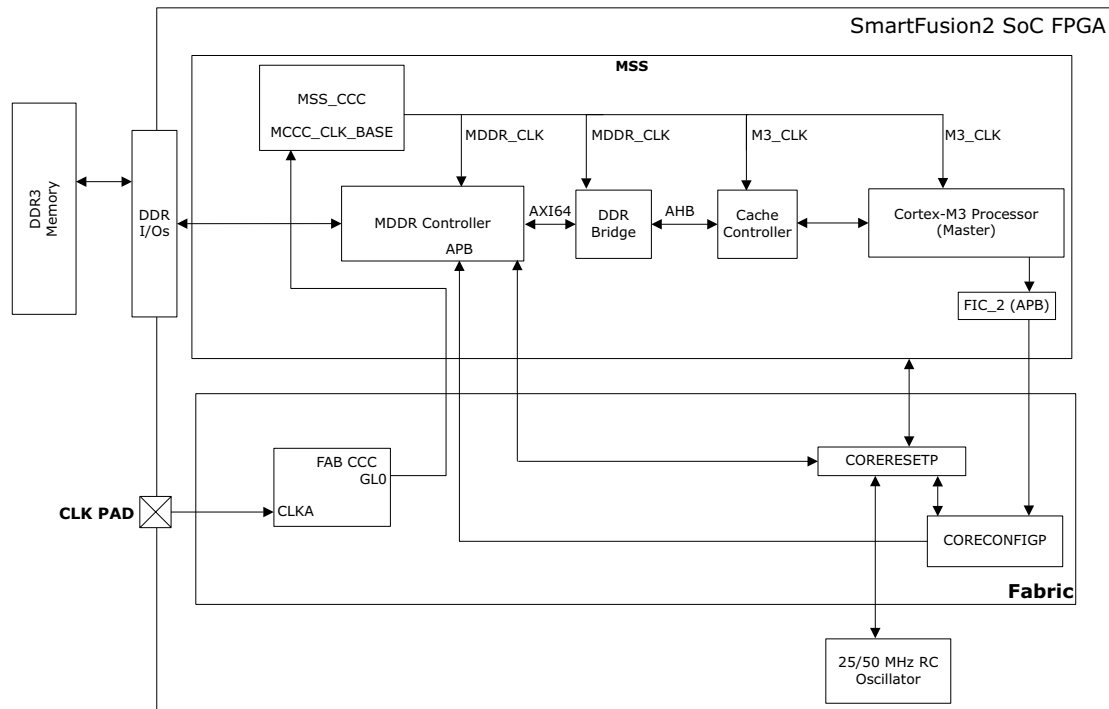 SmartFusion2 SoC FPGA
MSS
MSS_CCC
MCCC_CLK_BASE
MDDR_CLK
MDDR_CLK
M3_CLK
M3_CLK
DDR3
Memory
DDR
I/Os
MDDR Controller
APB
AXI64
DDR
Bridge
AHB
Cache
Controller
Cortex-M3 Processor
(Master)
FIC_2 (APB)
FAB CCC
GL0
CLKA
CLK PAD
CORERESETP
CORECONFIGP
Fabric
25/50 MHz RC
Oscillator